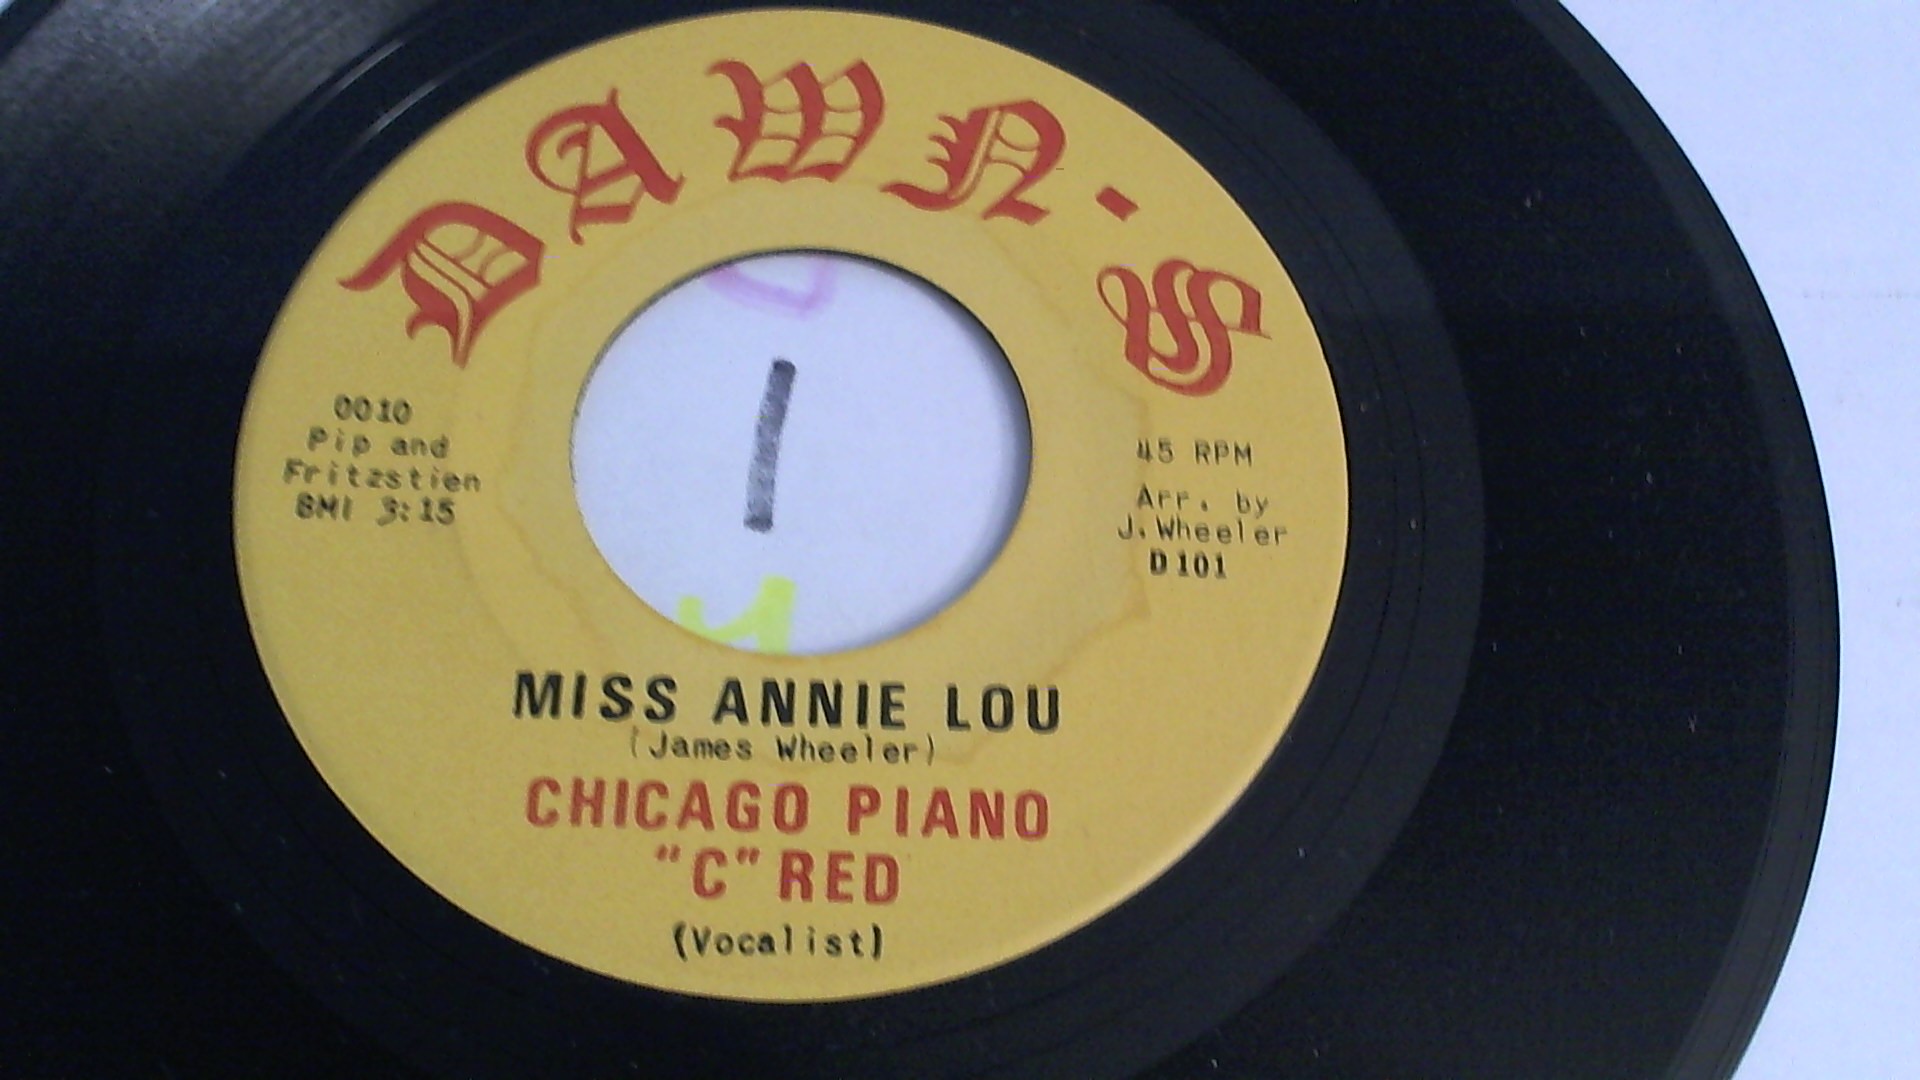 DAWN-S
0010
Pip and
Fritzstien
BMI 3:15
45 RPM
Arr. by
J. Wheeler
D 101
MISS ANNIE LOU
(James Wheeler)
CHICAGO PIANO
"C" RED
(Vocalist)